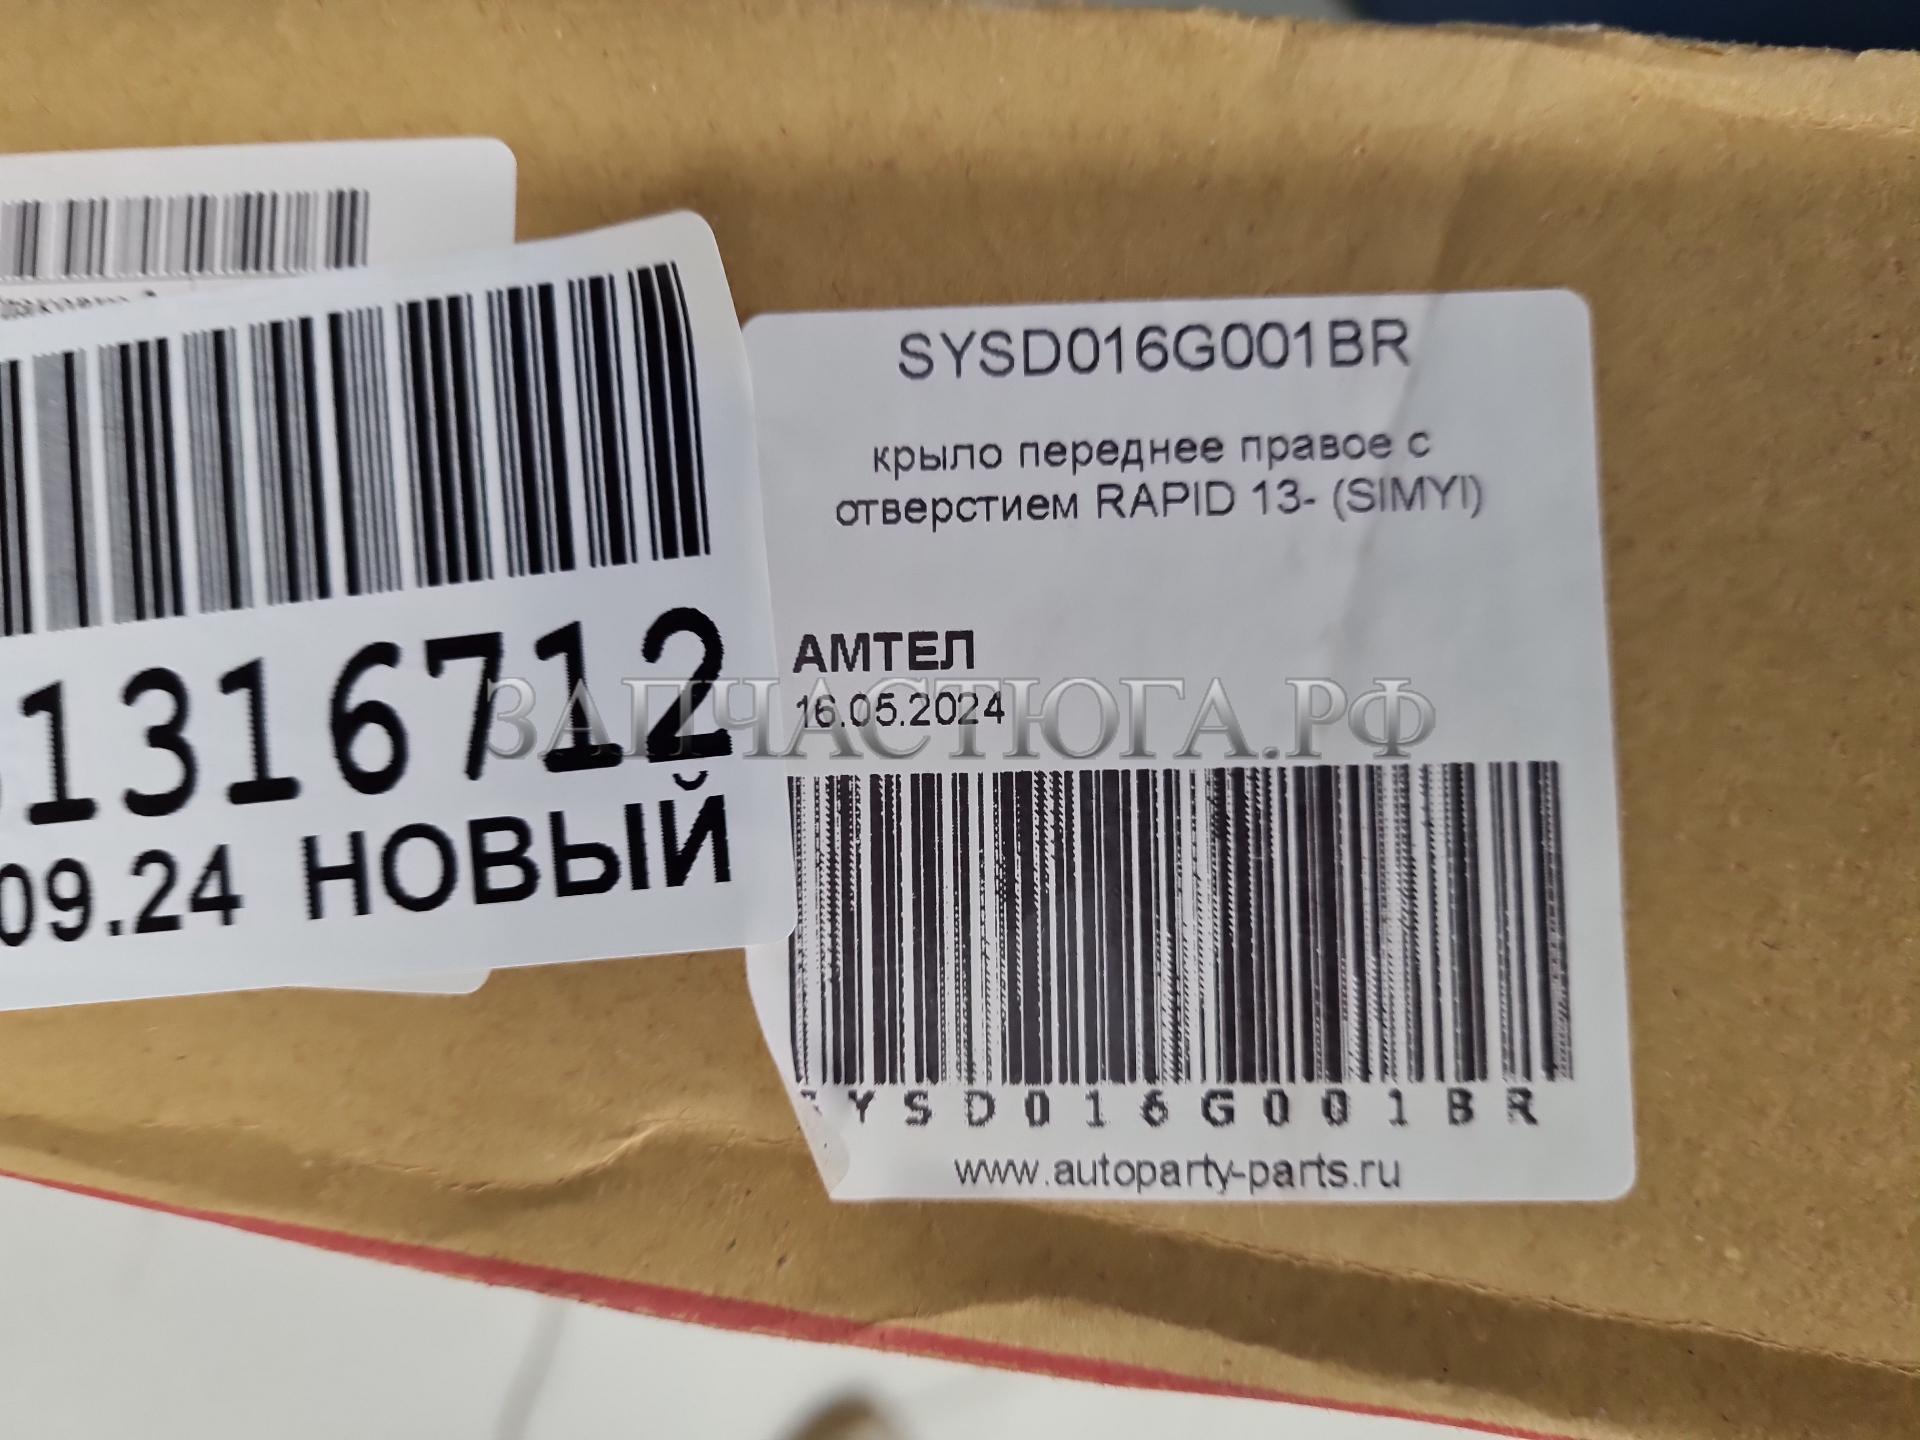 SYSD016G001BR
крыло переднее правое с
отверстием RAPID 13- (SIMYI)
АМТЕЛ
16.05.2024
ЗАПЧАСТЮГА.РФ
YSD016G001BR
www.autoparty-parts.ru
1316712
09.24 НОВЫЙ